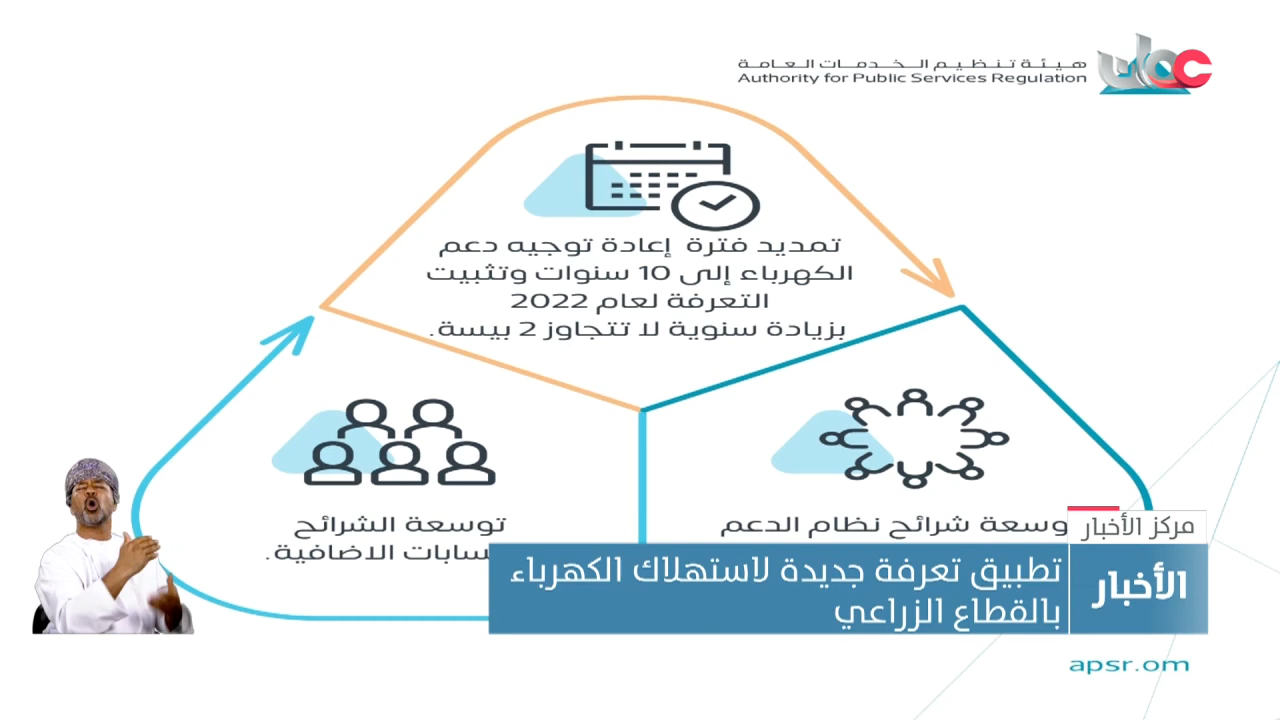 هيئة تنظيم الخدمات العامة
Authority for Public Services Regulation
عمان
تمديد فترة إعادة توجيه دعم
الكهرباء إلى 10 سنوات وتثبيت
التعرفة لعام 2022
بزيادة سنوية لا تتجاوز 2 بيسة.
وسعة شرائح نظام الدعم
توسعة الشرائح
سابات الاضافية.
مركز الأخبار
الأخبار
تطبيق تعرفة جديدة لاستهلاك الكهرباء
بالقطاع الزراعي
apsr.om